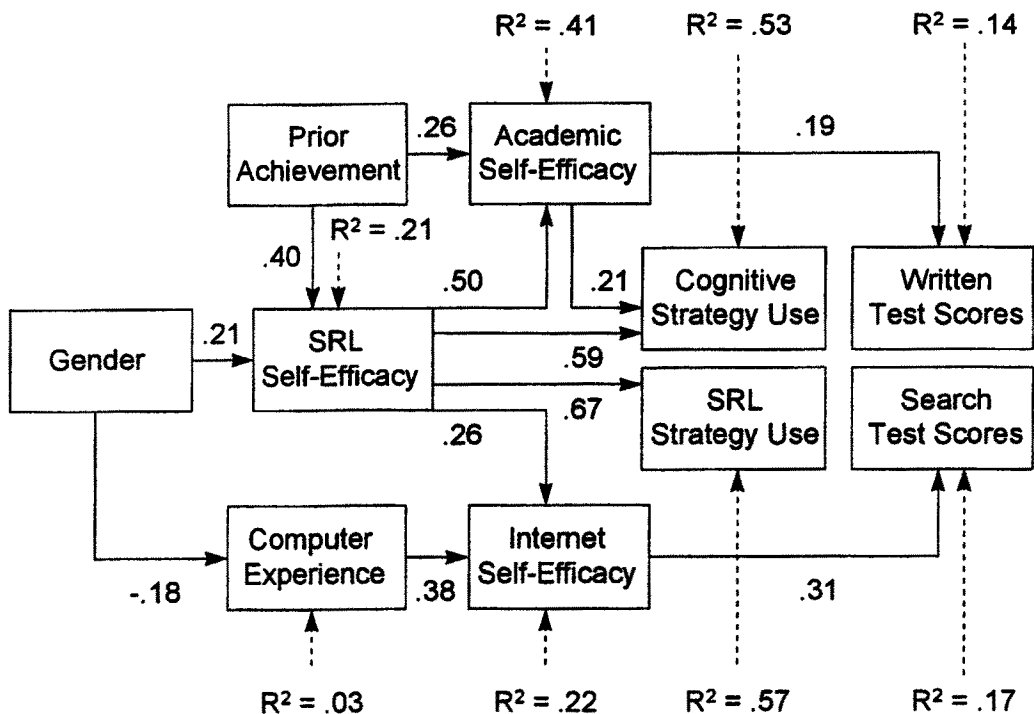 R² = .41
R² = .53
R² = .14
Prior
Achievement
.26
Academic
Self-Efficacy
.19
R² = .21
.40
.50
.21
Cognitive
Strategy Use
Written
Test Scores
Gender
.21
SRL
Self-Efficacy
.59
.67
.26
SRL
Strategy Use
Search
Test Scores
Computer
Experience
Internet
Self-Efficacy
-.18
.38
.31
R² = .03
R² = .22
R² = .57
R² = .17